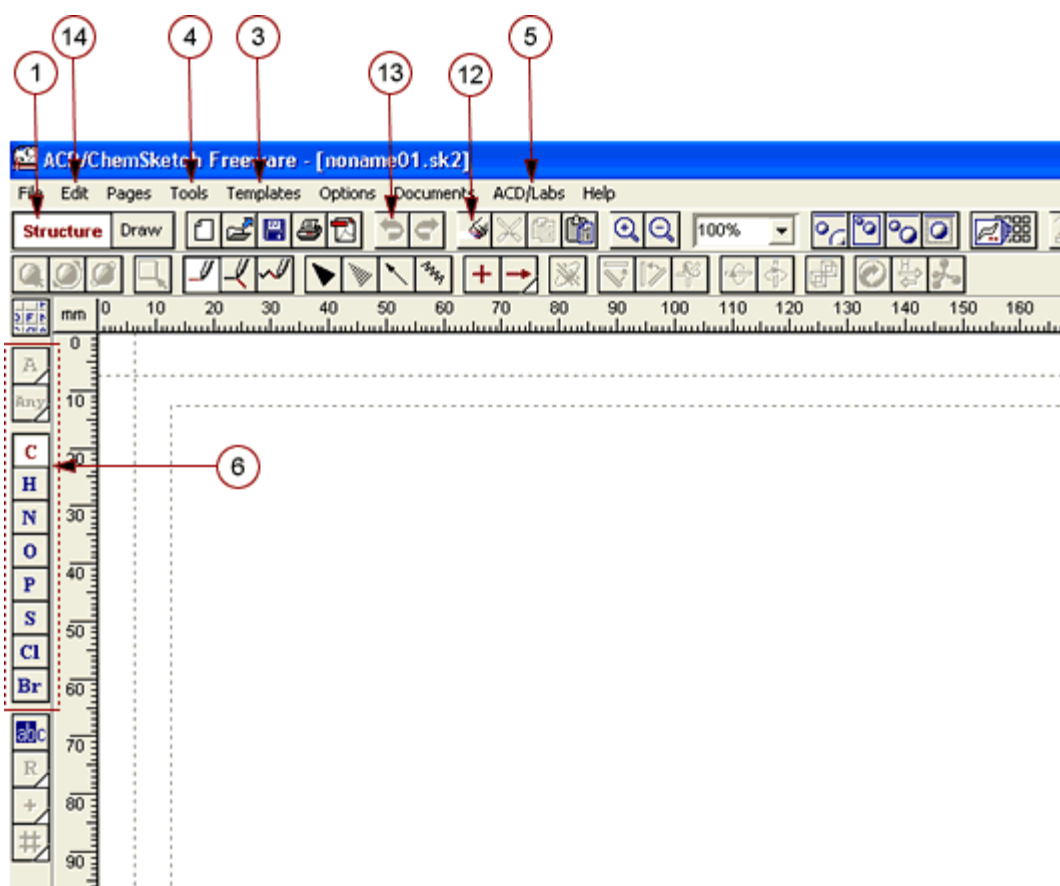 14 4 3 5
1 13 12
ACD/ChemSketch Freeware - [noname01.sk2]
File Edit Pages Tools Templates Options Documents ACD/Labs Help
Structure Draw 100%
mm 0 10 20 30 40 50 60 70 80 90 100 110 120 130 140 150 160
0
A
Any 10
C 20
6
H
N 30
O
40
P
S
50
Cl
Br 60
abc
70
R
+ 80
#
90